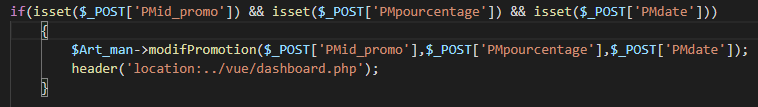 if(isset($_POST['PMid_promo']) && isset($_POST['PMpourcentage']) && isset($_POST['PMdate']))
{
$Art_man->modifPromotion($_POST['PMid_promo'],$_POST['PMpourcentage'],$_POST['PMdate']);
header('location:../vue/dashboard.php');
}